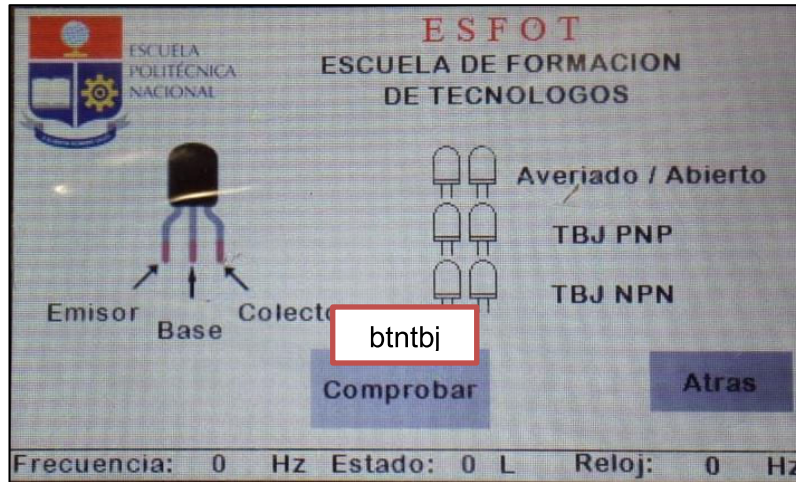 ESCUELA
POLITÉCNICA
NACIONAL
ESFOT
ESCUELA DE FORMACION
DE TECNOLOGOS
Averiado / Abierto
TBJ PNP
TBJ NPN
Emisor
Base
Colecto
btntbj
Comprobar
Atras
Frecuencia: 0 Hz Estado: 0 L Reloj: 0 Hz